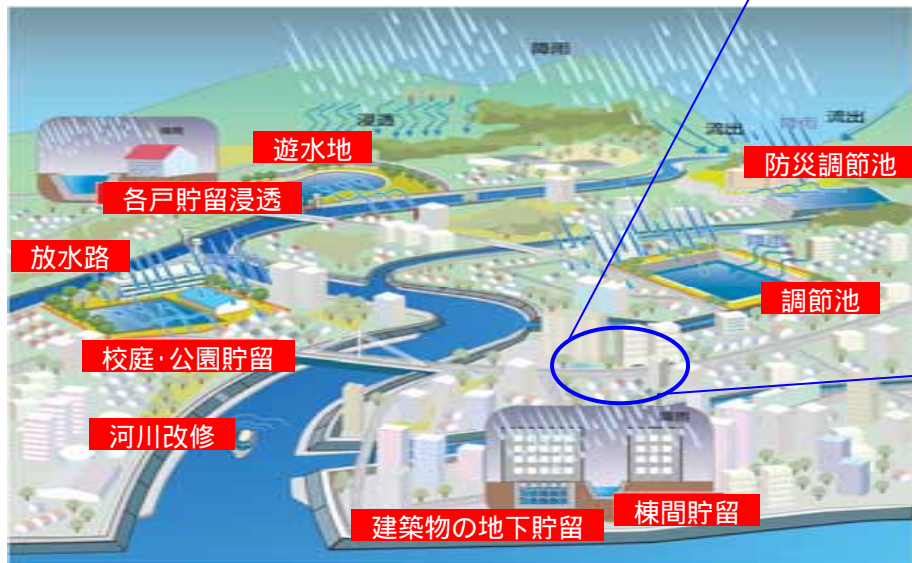 降雨
浸透
流出
流出
遊水地
防災調節池
各戸貯留浸透
放水路
調節池
校庭・公園貯留
河川改修
降雨
棟間貯留
建築物の地下貯留